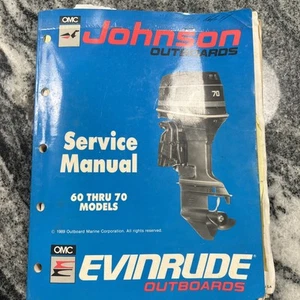 OMC
Johnson
OUTBOARDS
70
Service
Manual
60 THRU 70
MODELS
© 1989 Outboard Marine Corporation. All rights reserved.
OMC
EVINRUDE
OUTBOARDS